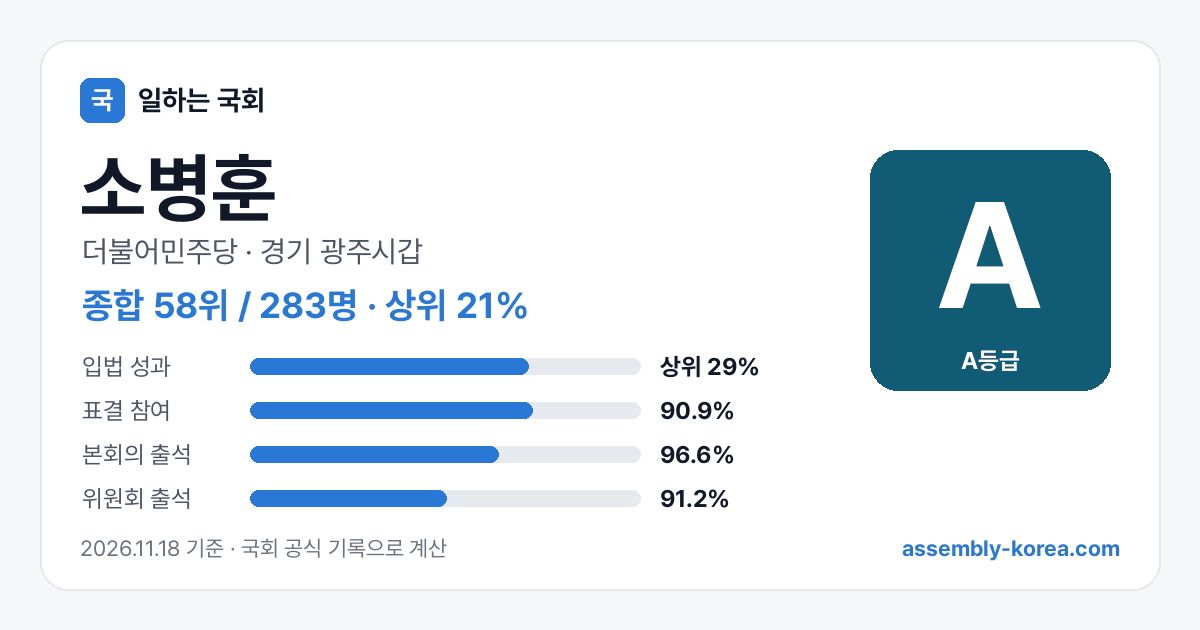 국 일하는 국회
소병훈
더불어민주당 · 경기 광주시갑
종합 58위 / 283명 · 상위 21%
A
A등급
입법 성과 상위 29%
표결 참여 90.9%
본회의 출석 96.6%
위원회 출석 91.2%
2026.11.18 기준 · 국회 공식 기록으로 계산
assembly-korea.com